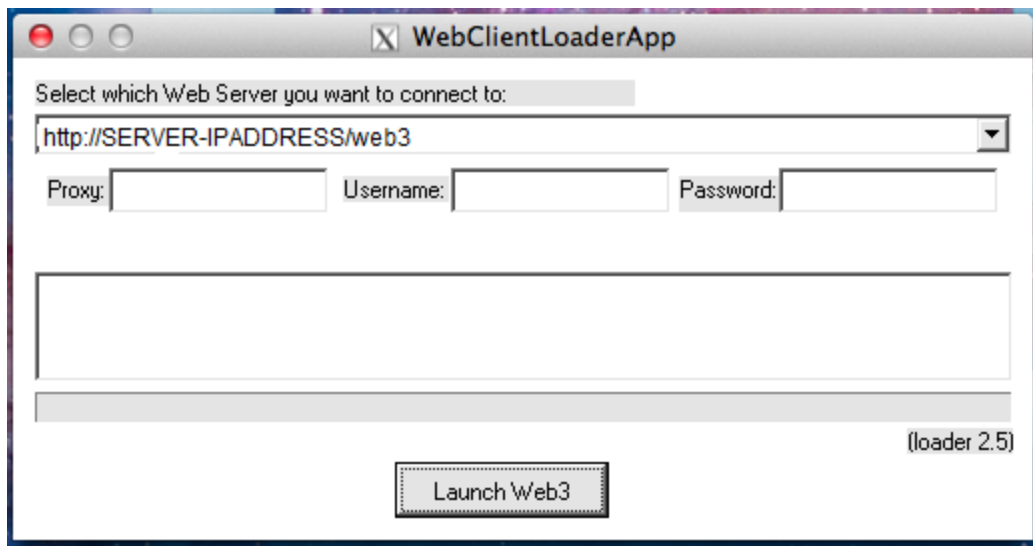 WebClientLoaderApp
Select which Web Server you want to connect to:
http://SERVER-IPADDRESS/web3
Proxy: Username: Password:
(loader 2.5)
Launch Web3